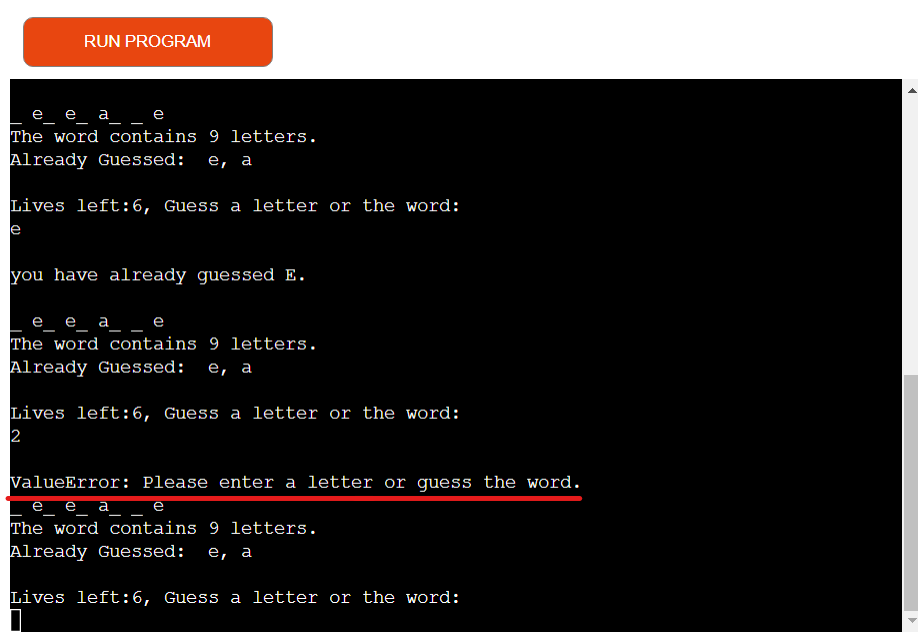 RUN PROGRAM
_ e_ e_ a_ _ e
The word contains 9 letters.
Already Guessed:  e, a
Lives left:6, Guess a letter or the word:
e
you have already guessed E.
_ e_ e_ a_ _ e
The word contains 9 letters.
Already Guessed:  e, a
Lives left:6, Guess a letter or the word:
2
ValueError: Please enter a letter or guess the word.
_ e_ e_ a_ _ e
The word contains 9 letters.
Already Guessed:  e, a
Lives left:6, Guess a letter or the word: